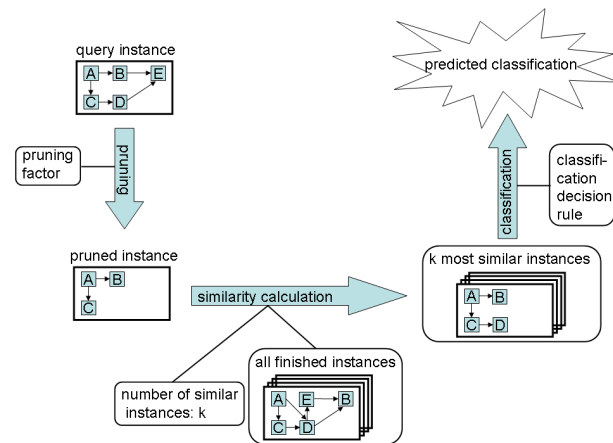 query instance
A B E
C D
pruning
factor
pruning
pruned instance
A B
C
similarity calculation
number of similar
instances: k
all finished instances
A E B
C D
k most similar instances
A B
C D
classification
classifi-
cation
decision
rule
predicted classification